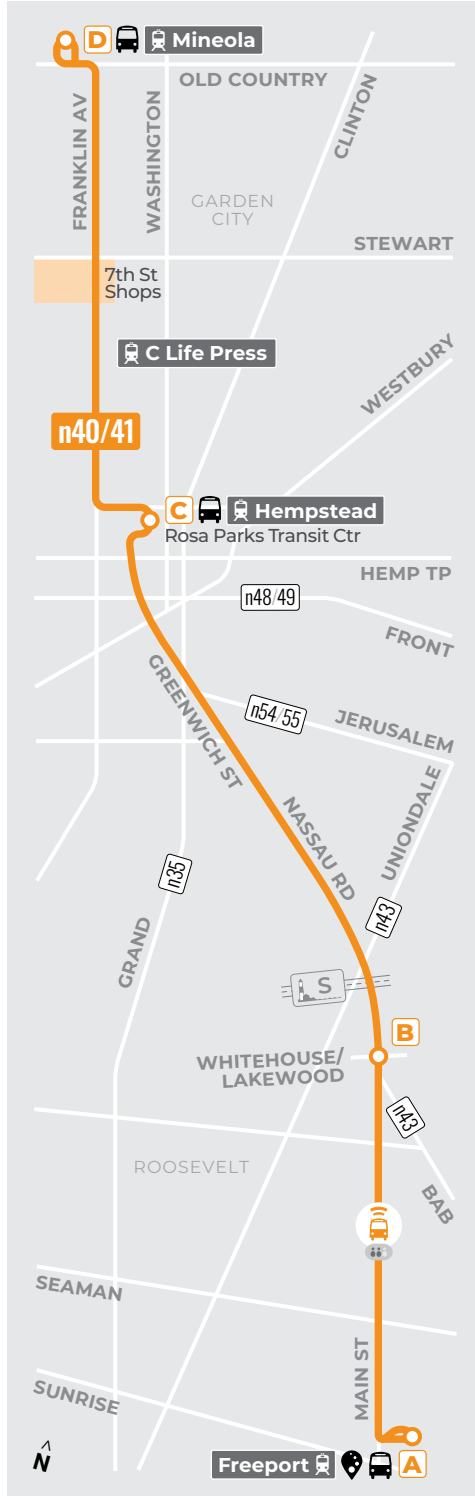 D Mineola
OLD COUNTRY
FRANKLIN AV
WASHINGTON
CLINTON
GARDEN
CITY
STEWART
7th St
Shops
C Life Press
WESTBURY
n40/41
C Hempstead
Rosa Parks Transit Ctr
HEMP TP
n48/49
FRONT
GREENWICH ST
n54/55
JERUSALEM
NASSAU RD
UNIONDALE
n35
n43
GRAND
S
B
WHITEHOUSE/
LAKEWOOD
n43
ROOSEVELT
BAB
SEAMAN
MAIN ST
SUNRISE
N
Freeport A